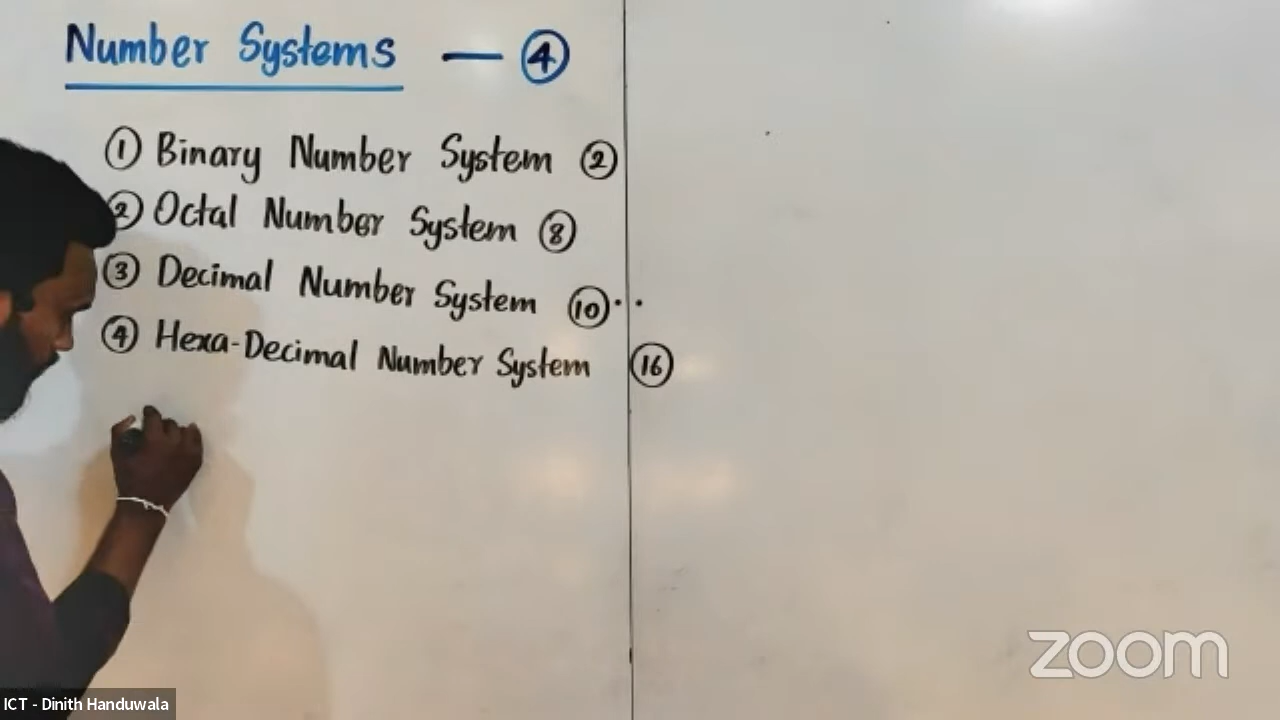 Number Systems — ④
① Binary Number System ②
② Octal Number System ⑧
③ Decimal Number System ⑩··
④ Hexa-Decimal Number System ⑯
zoom
ICT - Dinith Handuwala